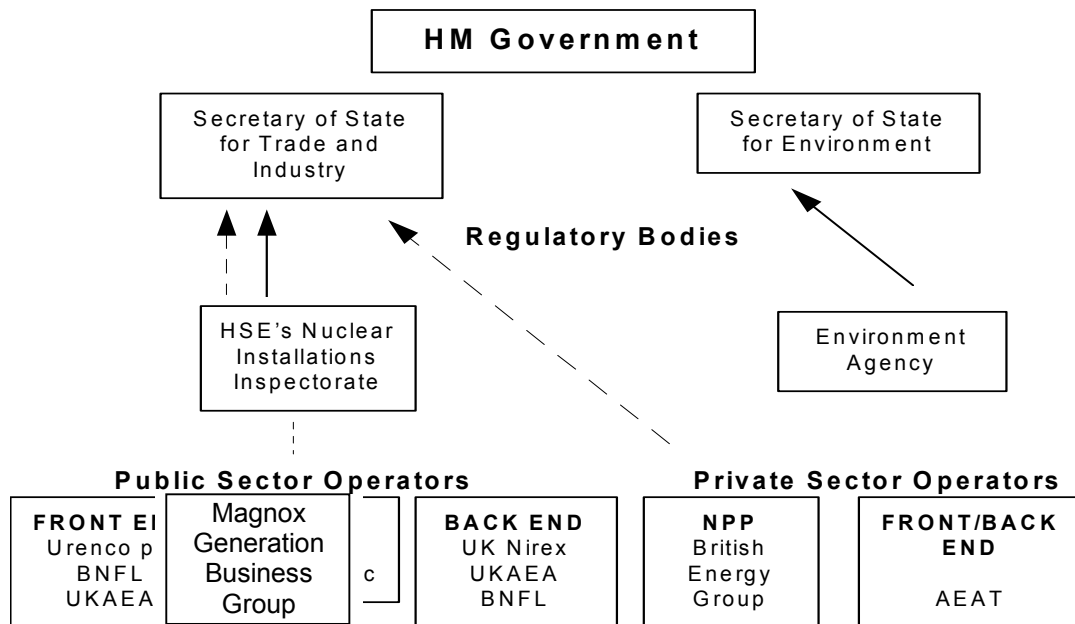 HM Government
Secretary of State
for Trade and
Industry
Secretary of State
for Environment
Regulatory Bodies
HSE's Nuclear
Installations
Inspectorate
Environment
Agency
Public Sector Operators
Private Sector Operators
FRONT
Urenco
BNFL
UKAEA
Magnox
Generation
Business
Group
BACK END
UK Nirex
UKAEA
BNFL
NPP
British
Energy
Group
FRONT/BACK
END
AEAT